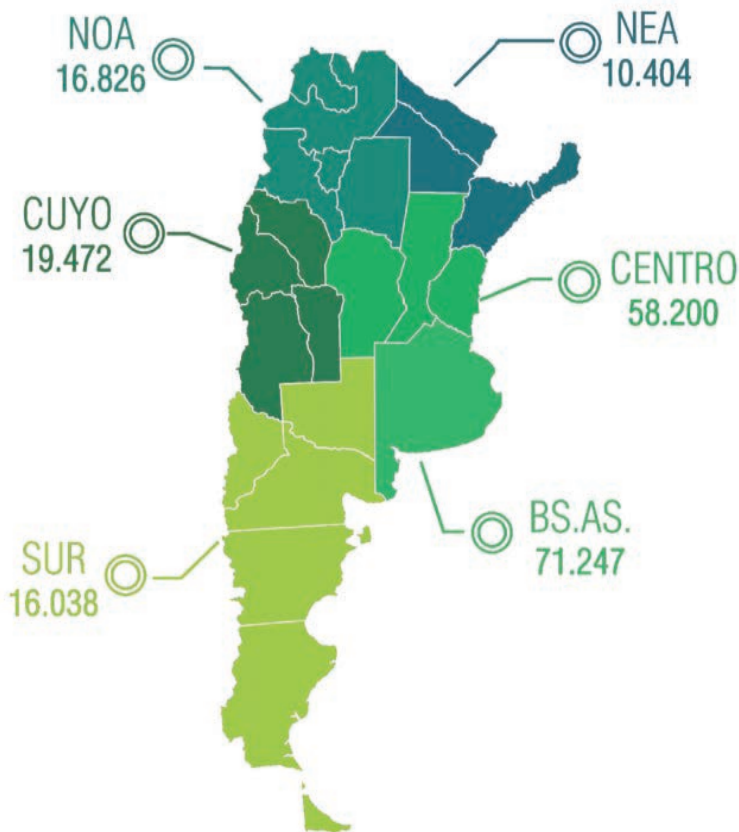 NOA
16.826
NEA
10.404
CUYO
19.472
CENTRO
58.200
BS.AS.
71.247
SUR
16.038